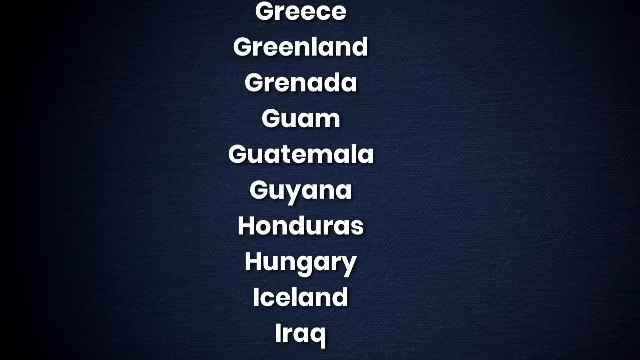 Greece
Greenland
Grenada
Guam
Guatemala
Guyana
Honduras
Hungary
Iceland
Iraq